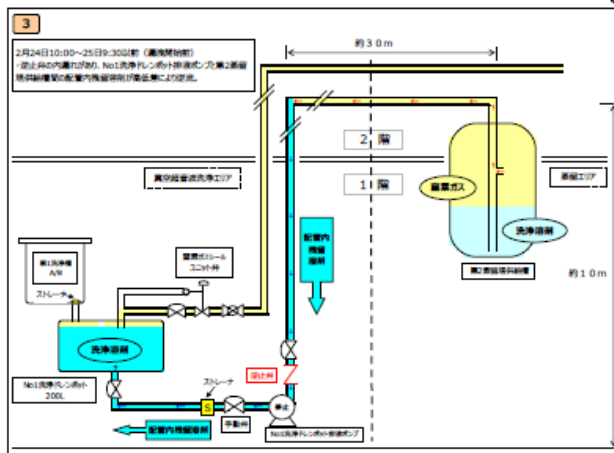 3
2月24日10:00～25日9:30以前（漏洩開始前）
・逆止弁の内漏れがあり、No1洗浄ドレンポット排液ポンプと第2蒸留
塔供給槽間の配管内残留溶剤が高低差により逆流。
約30m
2 階
真空超音波洗浄エリア
1 階
蒸留エリア
窒素ガス
洗浄溶剤
第2蒸留塔供給槽
約10m
配管内
残留
溶剤
第1洗浄槽
A/B
ストレーナ
窒素ガスシール
ユニット弁
洗浄溶剤
No1洗浄ドレンポット
200L
逆止弁
ストレーナ
S
手動弁
停止
No1洗浄ドレンポット排液ポンプ
配管内残留溶剤